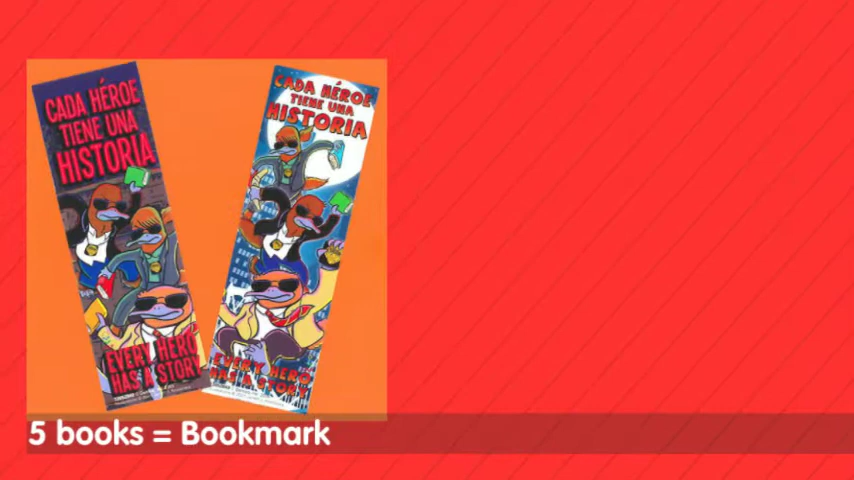 CADA HÉROE
TIENE UNA
HISTORIA
EVERY HERO
HAS A STORY
CADA HÉROE
TIENE UNA
HISTORIA
EVERY HERO
HAS A STORY
5 books = Bookmark